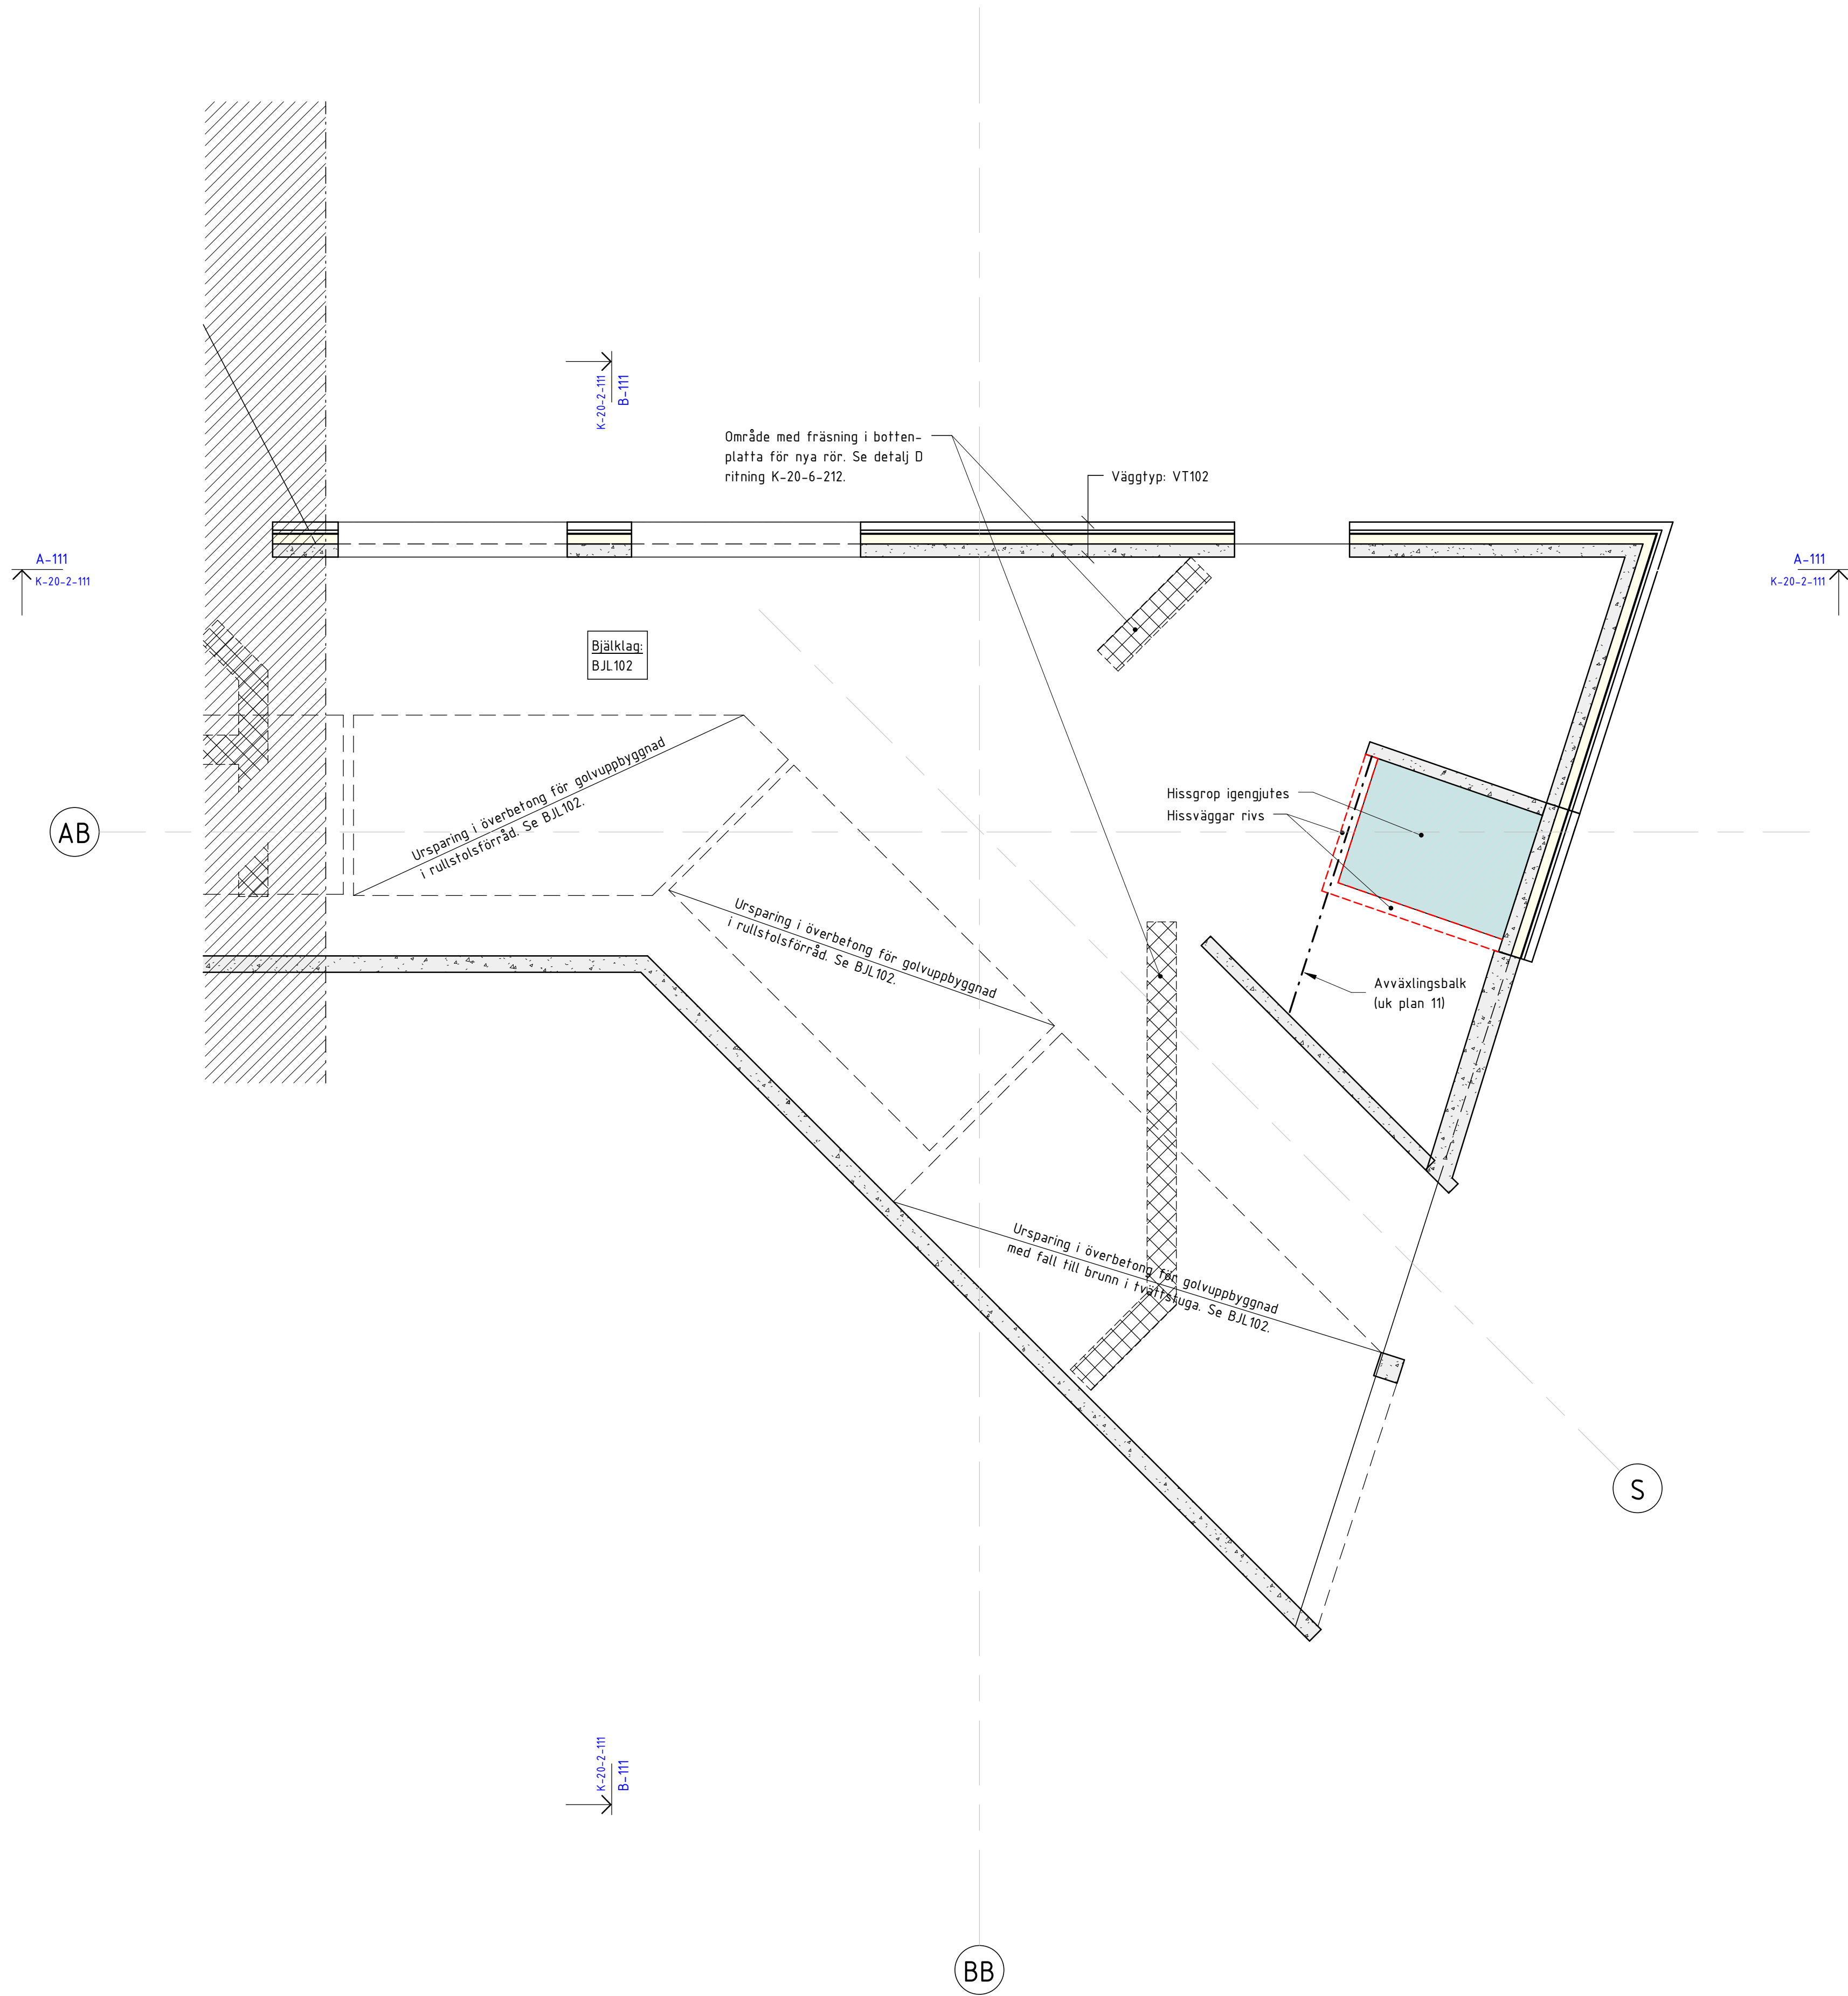 K-20-2-111
B-111
Område med fräsning i botten-
platta för nya rör. Se detalj D
ritning K-20-6-212.
Väggtyp: VT102
A-111
K-20-2-111
A-111
K-20-2-111
Bjälklag:
BJL102
Ursparing i överbetong för golvuppbyggnad
i rullstolsförråd. Se BJL102.
Hissgrop igengjutes
Hissväggar rivs
AB
Ursparing i överbetong för golvuppbyggnad
i rullstolsförråd. Se BJL102.
Avväxlingsbalk
(uk plan 11)
Ursparing i överbetong för golvuppbyggnad
med fall till brunn i tvättstuga. Se BJL102.
S
K-20-2-111
B-111
BB